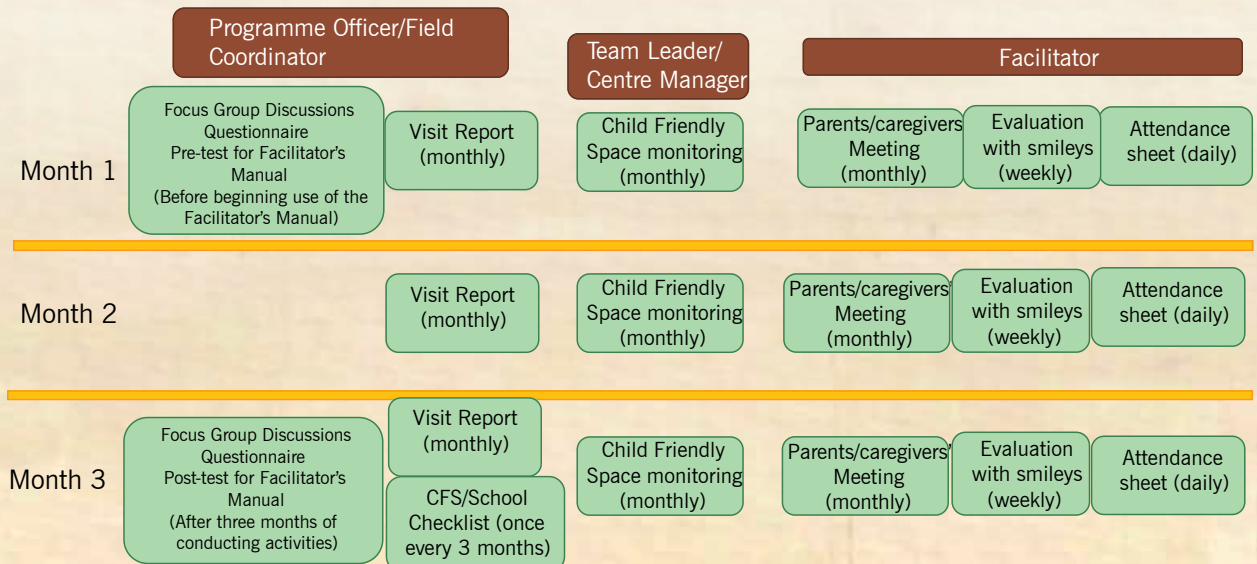 Programme Officer/Field
Coordinator
Team Leader/
Centre Manager
Facilitator
Month 1
Focus Group Discussions
Questionnaire
Pre-test for Facilitator's
Manual
(Before beginning use of the
Facilitator's Manual)
Visit Report
(monthly)
Child Friendly
Space monitoring
(monthly)
Parents/caregivers'
Meeting
(monthly)
Evaluation
with smileys
(weekly)
Attendance
sheet (daily)
Month 2
Visit Report
(monthly)
Child Friendly
Space monitoring
(monthly)
Parents/caregivers'
Meeting
(monthly)
Evaluation
with smileys
(weekly)
Attendance
sheet (daily)
Month 3
Focus Group Discussions
Questionnaire
Post-test for Facilitator's
Manual
(After three months of
conducting activities)
Visit Report
(monthly)
CFS/School
Checklist (once
every 3 months)
Child Friendly
Space monitoring
(monthly)
Parents/caregivers'
Meeting
(monthly)
Evaluation
with smileys
(weekly)
Attendance
sheet (daily)